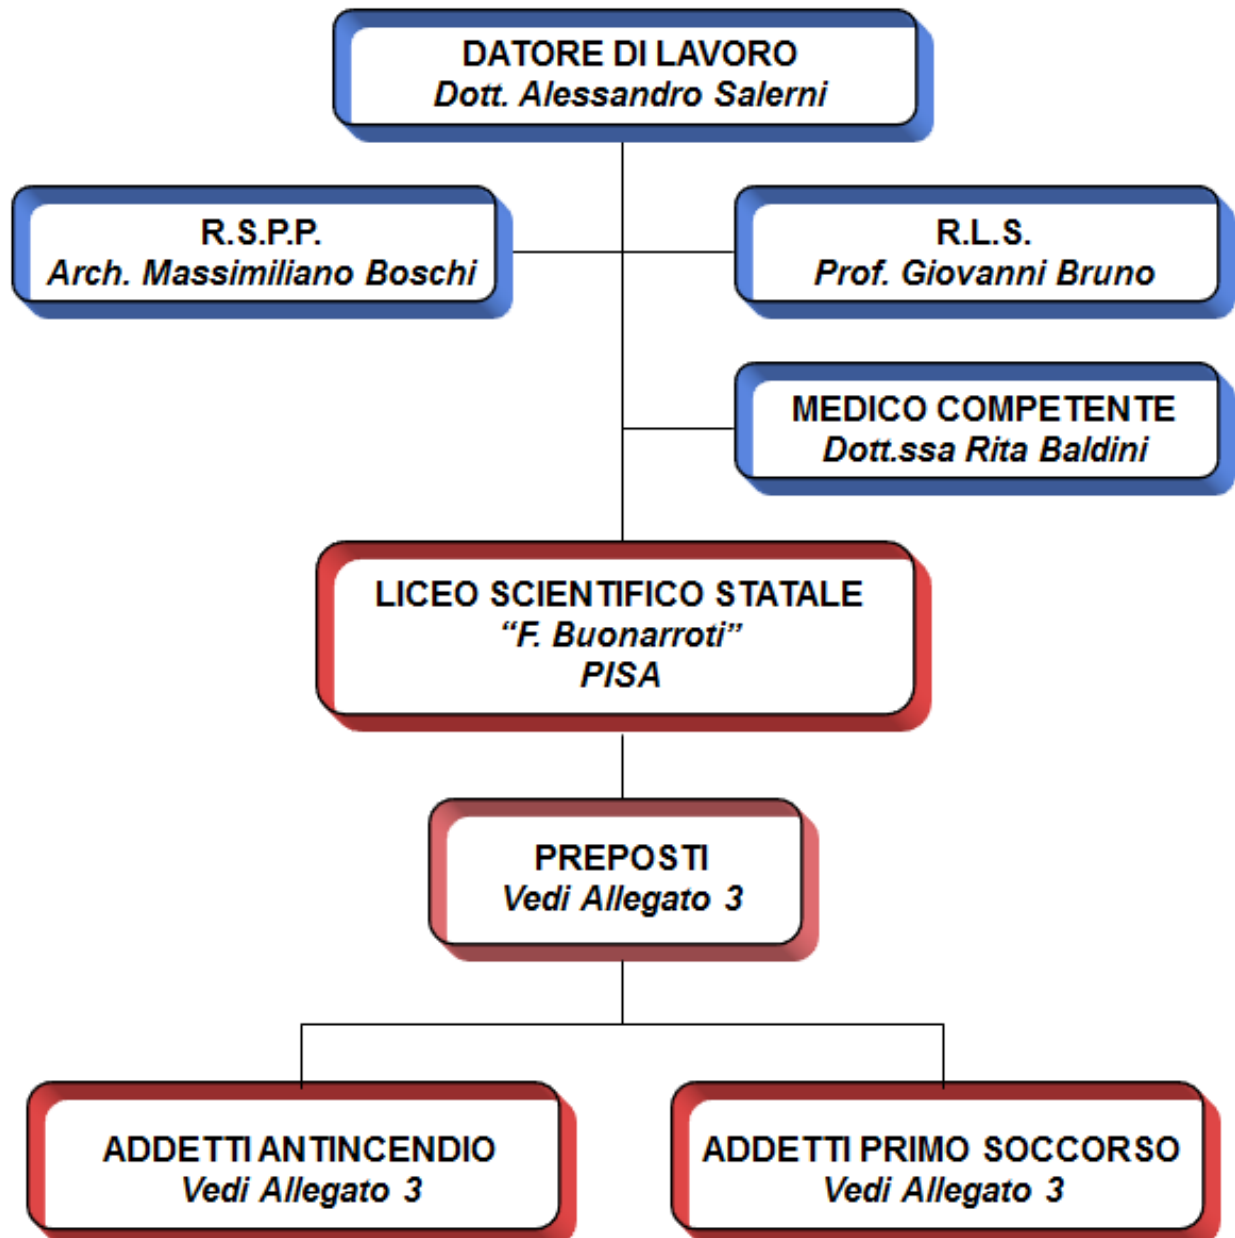 DATORE DI LAVORO
Dott. Alessandro Salerni
R.S.P.P.
Arch. Massimiliano Boschi
R.L.S.
Prof. Giovanni Bruno
MEDICO COMPETENTE
Dott.ssa Rita Baldini
LICEO SCIENTIFICO STATALE
“F. Buonarroti”
PISA
PREPOSTI
Vedi Allegato 3
ADDETTI ANTINCENDIO
Vedi Allegato 3
ADDETTI PRIMO SOCCORSO
Vedi Allegato 3